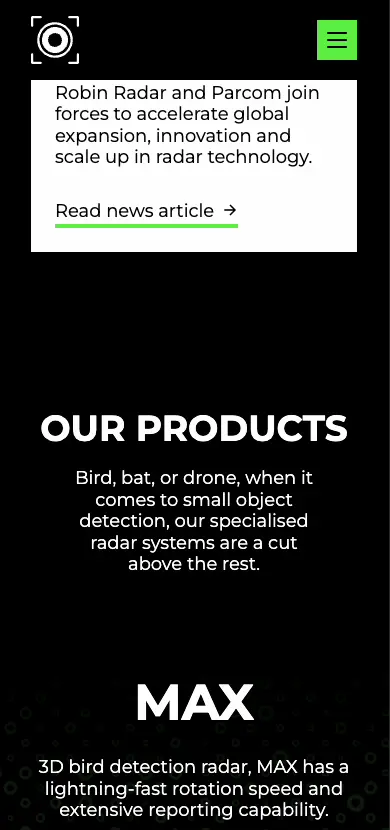 Robin Radar and Parcom join
forces to accelerate global
expansion, innovation and
scale up in radar technology.
Read news article →
OUR PRODUCTS
Bird, bat, or drone, when it
comes to small object
detection, our specialised
radar systems are a cut
above the rest.
MAX
3D bird detection radar, MAX has a
lightning-fast rotation speed and
extensive reporting capability.